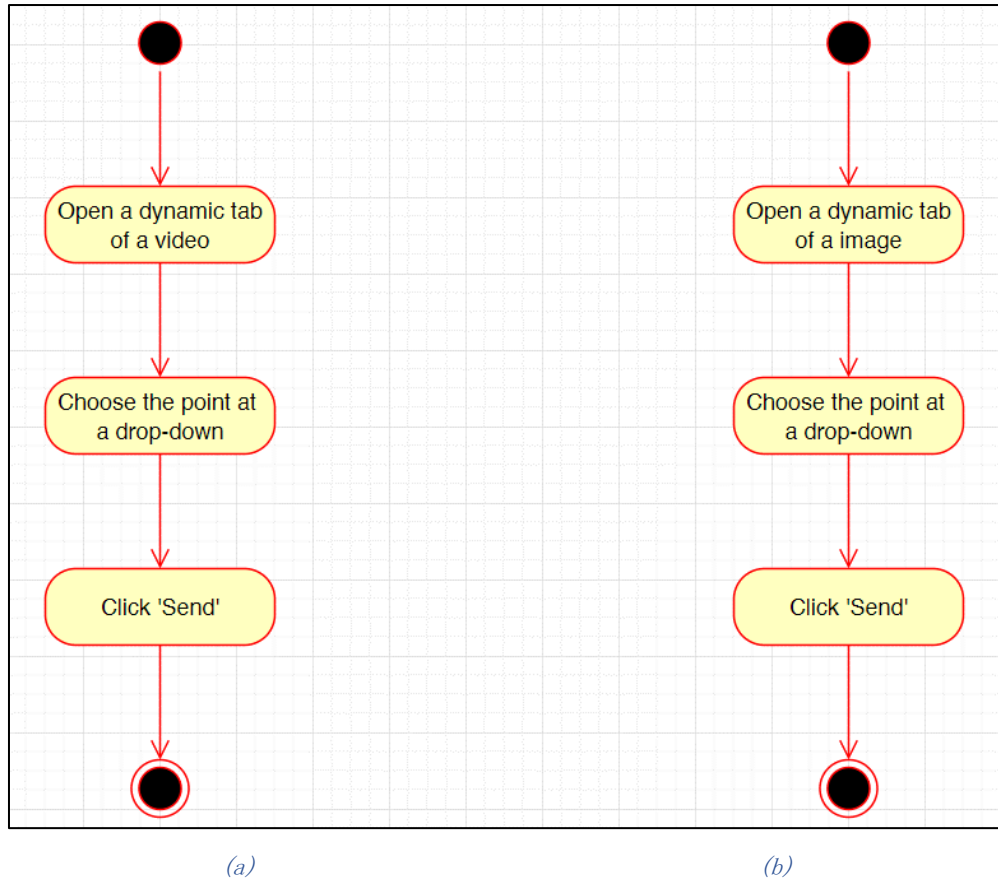 Open a dynamic tab
of a video
Choose the point at
a drop-down
Click 'Send'
(a)
Open a dynamic tab
of a image
Choose the point at
a drop-down
Click 'Send'
(b)